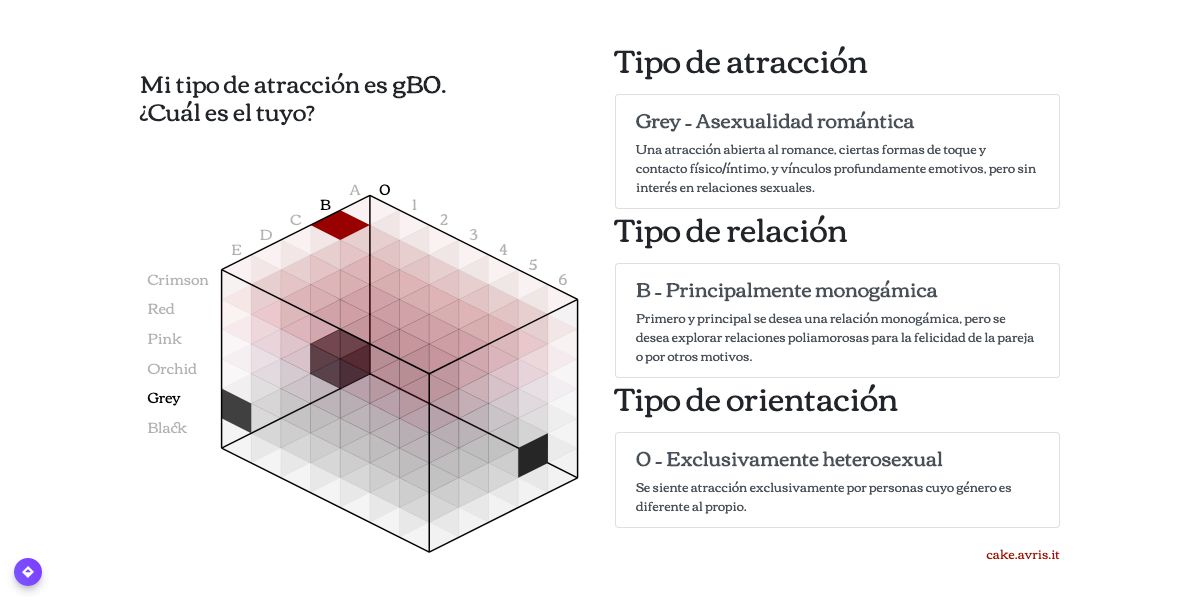 Mi tipo de atracción es gB0.
¿Cuál es el tuyo?
A
0
B
1
C
2
D
3
E
4
5
6
Crimson
Red
Pink
Orchid
Grey
Black
Tipo de atracción
Grey - Asexualidad romántica
Una atracción abierta al romance, ciertas formas de toque y
contacto físico/íntimo, y vínculos profundamente emotivos, pero sin
interés en relaciones sexuales.
Tipo de relación
B - Principalmente monogámica
Primero y principal se desea una relación monogámica, pero se
desea explorar relaciones poliamorosas para la felicidad de la pareja
o por otros motivos.
Tipo de orientación
0 - Exclusivamente heterosexual
Se siente atracción exclusivamente por personas cuyo género es
diferente al propio.
cake.avris.it